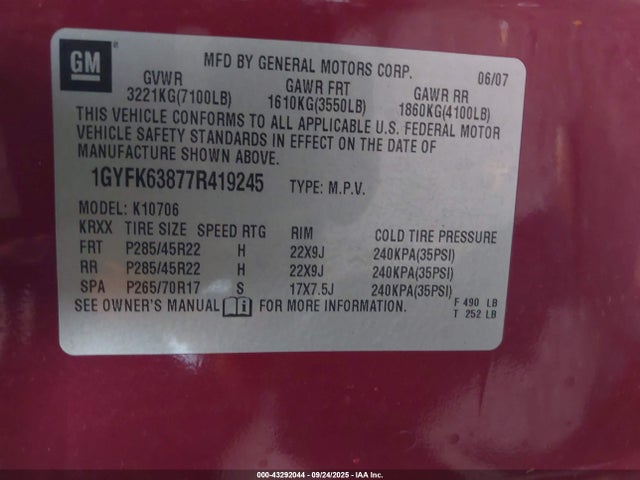 GM
MFD BY GENERAL MOTORS CORP. 06/07
GVWR GAWR FRT GAWR RR
3221KG(7100LB) 1610KG(3550LB) 1860KG(4100LB)
THIS VEHICLE CONFORMS TO ALL APPLICABLE U.S. FEDERAL MOTOR
VEHICLE SAFETY STANDARDS IN EFFECT ON THE DATE OF
MANUFACTURE SHOWN ABOVE.
1GYFK63877R419245 TYPE: M.P.V.
MODEL: K10706
KRXX TIRE SIZE SPEED RTG RIM COLD TIRE PRESSURE
FRT P285/45R22 H 22X9J 240KPA(35PSI)
RR P285/45R22 H 22X9J 240KPA(35PSI)
SPA P265/70R17 S 17X7.5J 240KPA(35PSI)
SEE OWNER'S MANUAL FOR MORE INFORMATION.
F 490 LB
T 252 LB
000-43292044 - 09/24/2025 - IAA Inc.